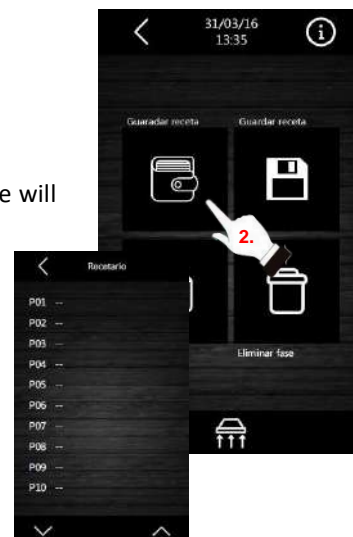 31/03/16
13:35
Guaradar receta
Guardar receta
e will
2.
Recetario
P01 --
P02 --
P03 --
P04 --
P05 --
P06 --
P07 --
P08 --
P09 --
P10 --
Eliminar fase